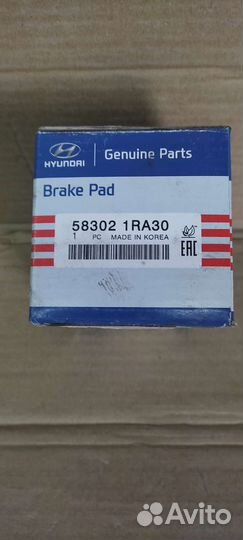 HYUNDAI
Genuine Parts
Brake Pad
58302 1RA30
1 PC MADE IN KOREA
EAC
Avito